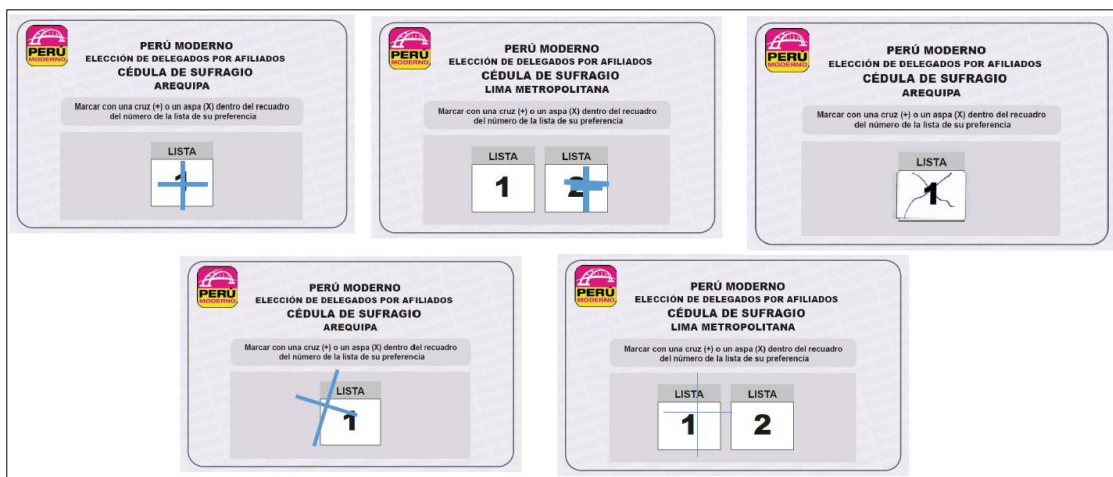 PERÚ
MODERNO
PERÚ MODERNO
ELECCIÓN DE DELEGADOS POR AFILIADOS
CÉDULA DE SUFRAGIO
AREQUIPA
Marcar con una cruz (+) o un aspa (X) dentro del recuadro
del número de la lista de su preferencia
LISTA
1
PERÚ
MODERNO
PERÚ MODERNO
ELECCIÓN DE DELEGADOS POR AFILIADOS
CÉDULA DE SUFRAGIO
LIMA METROPOLITANA
Marcar con una cruz (+) o un aspa (X) dentro del recuadro
del número de la lista de su preferencia
LISTA LISTA
1 2
PERÚ
MODERNO
PERÚ MODERNO
ELECCIÓN DE DELEGADOS POR AFILIADOS
CÉDULA DE SUFRAGIO
AREQUIPA
Marcar con una cruz (+) o un aspa (X) dentro del recuadro
del número de la lista de su preferencia
LISTA
1
PERÚ
MODERNO
PERÚ MODERNO
ELECCIÓN DE DELEGADOS POR AFILIADOS
CÉDULA DE SUFRAGIO
AREQUIPA
Marcar con una cruz (+) o un aspa (X) dentro del recuadro
del número de la lista de su preferencia
LISTA
1
PERÚ
MODERNO
PERÚ MODERNO
ELECCIÓN DE DELEGADOS POR AFILIADOS
CÉDULA DE SUFRAGIO
LIMA METROPOLITANA
Marcar con una cruz (+) o un aspa (X) dentro del recuadro
del número de la lista de su preferencia
LISTA LISTA
1 2